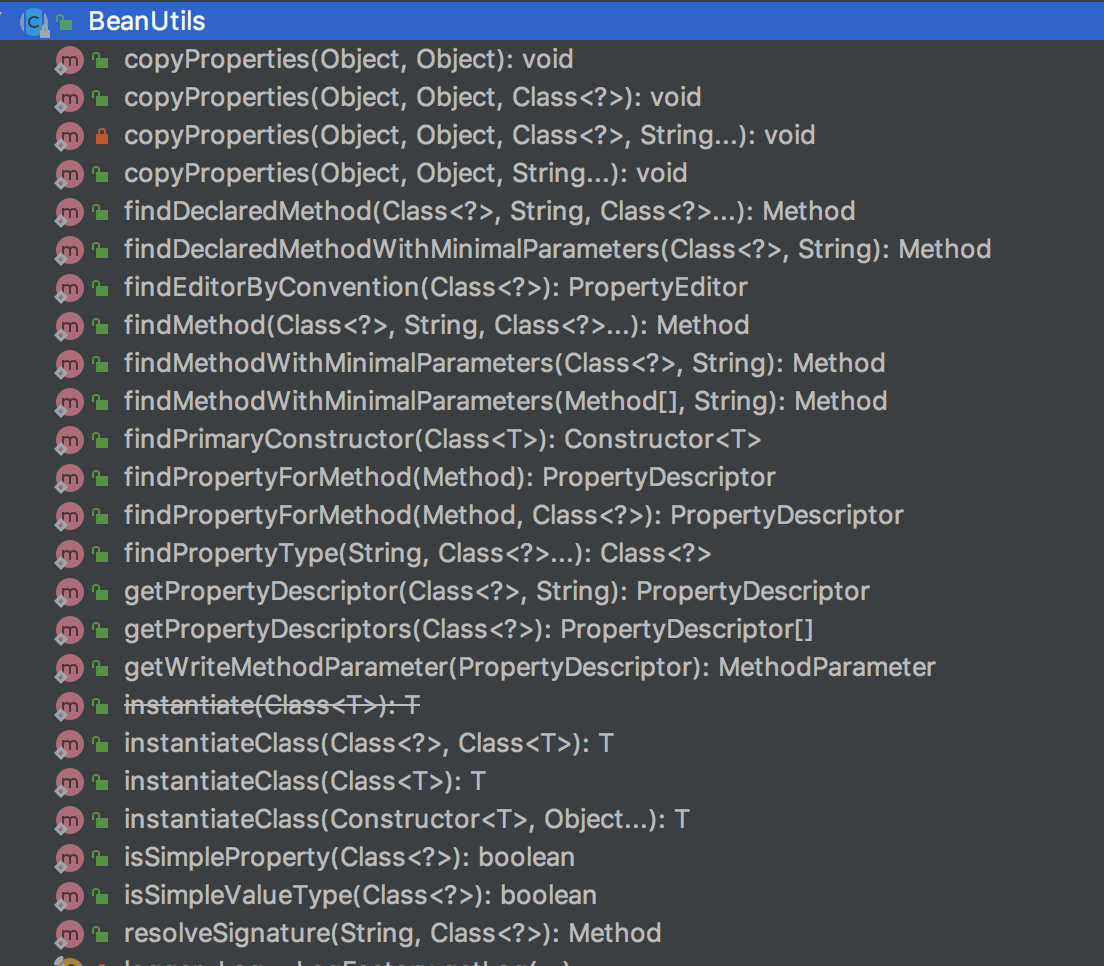 BeanUtils
copyProperties(Object, Object): void
copyProperties(Object, Object, Class<?>): void
copyProperties(Object, Object, Class<?>, String...): void
copyProperties(Object, Object, String...): void
findDeclaredMethod(Class<?>, String, Class<?>...): Method
findDeclaredMethodWithMinimalParameters(Class<?>, String): Method
findEditorByConvention(Class<?>): PropertyEditor
findMethod(Class<?>, String, Class<?>...): Method
findMethodWithMinimalParameters(Class<?>, String): Method
findMethodWithMinimalParameters(Method[], String): Method
findPrimaryConstructor(Class<T>): Constructor<T>
findPropertyForMethod(Method): PropertyDescriptor
findPropertyForMethod(Method, Class<?>): PropertyDescriptor
findPropertyType(String, Class<?>...): Class<?>
getPropertyDescriptor(Class<?>, String): PropertyDescriptor
getPropertyDescriptors(Class<?>): PropertyDescriptor[]
getWriteMethodParameter(PropertyDescriptor): MethodParameter
instantiate(Class<T>): T
instantiateClass(Class<?>, Class<T>): T
instantiateClass(Class<T>): T
instantiateClass(Constructor<T>, Object...): T
isSimpleProperty(Class<?>): boolean
isSimpleValueType(Class<?>): boolean
resolveSignature(String, Class<?>): Method